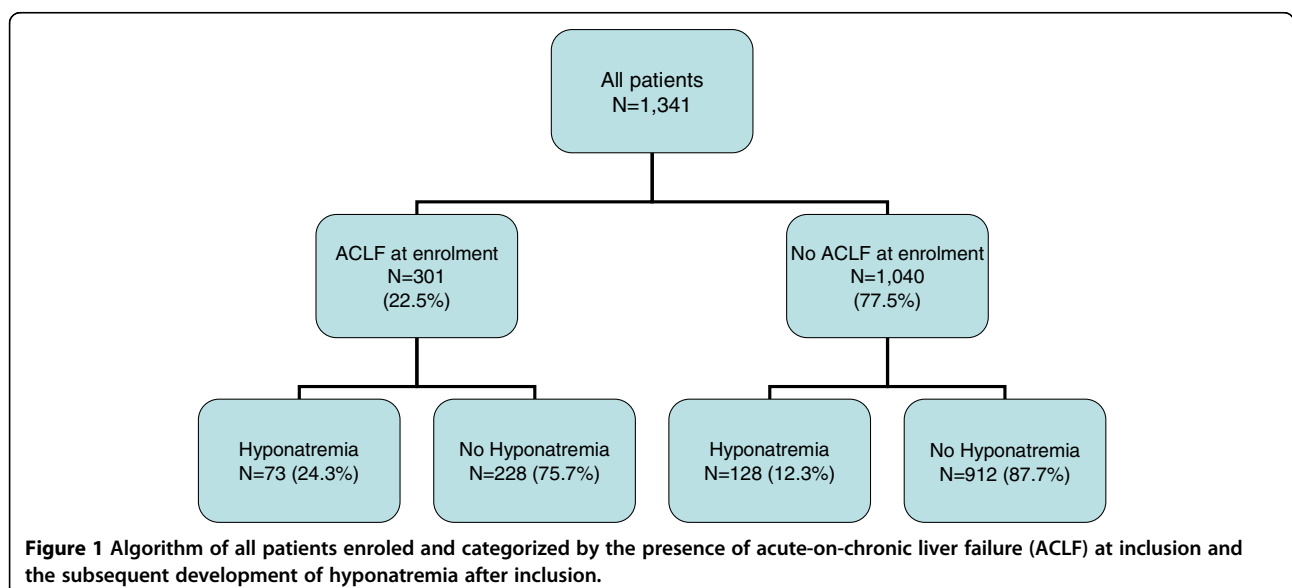 All patients
N=1,341
ACLF at enrolment
N=301
(22.5%)
No ACLF at enrolment
N=1,040
(77.5%)
Hyponatremia
N=73 (24.3%)
No Hyponatremia
N=228 (75.7%)
Hyponatremia
N=128 (12.3%)
No Hyponatremia
N=912 (87.7%)
Figure 1 Algorithm of all patients enroled and categorized by the presence of acute-on-chronic liver failure (ACLF) at inclusion and
the subsequent development of hyponatremia after inclusion.